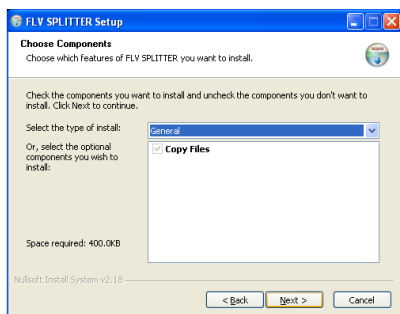 FLV SPLITTER Setup
Choose Components
Choose which features of FLV SPLITTER you want to install.
Check the components you want to install and uncheck the components you don't want to
install. Click Next to continue.
Select the type of install:
General
Or, select the optional
components you wish to
install:
Copy Files
Space required: 400.0KB
Nullsoft Install System v2.18
< Back
Next >
Cancel